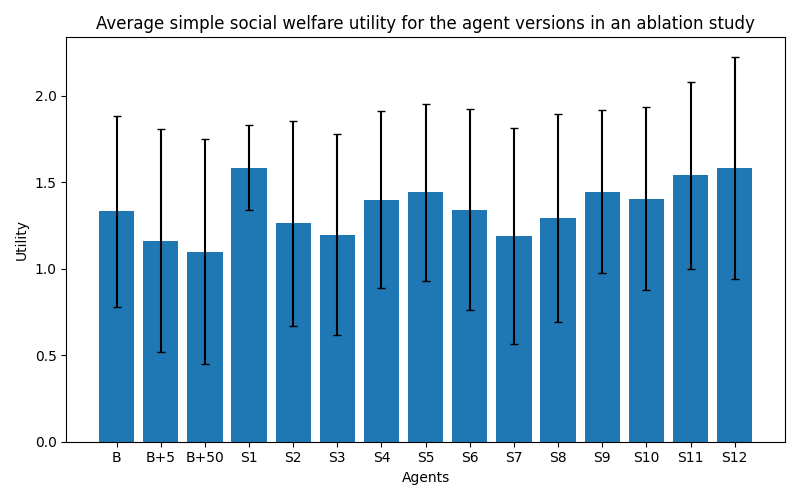 Average simple social welfare utility for the agent versions in an ablation study
Utility
2.0
1.5
1.0
0.5
0.0
B B+5 B+50 S1 S2 S3 S4 S5 S6 S7 S8 S9 S10 S11 S12
Agents